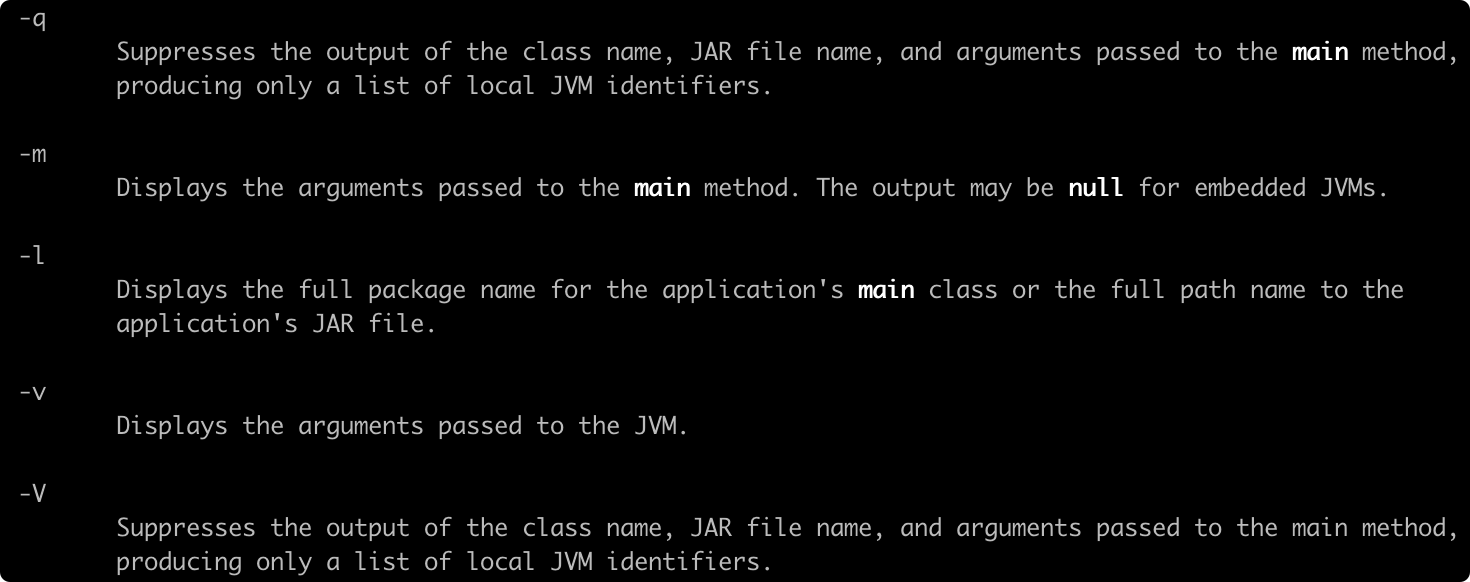 -q
Suppresses the output of the class name, JAR file name, and arguments passed to the main method,
producing only a list of local JVM identifiers.
-m
Displays the arguments passed to the main method. The output may be null for embedded JVMs.
-l
Displays the full package name for the application's main class or the full path name to the
application's JAR file.
-v
Displays the arguments passed to the JVM.
-V
Suppresses the output of the class name, JAR file name, and arguments passed to the main method,
producing only a list of local JVM identifiers.